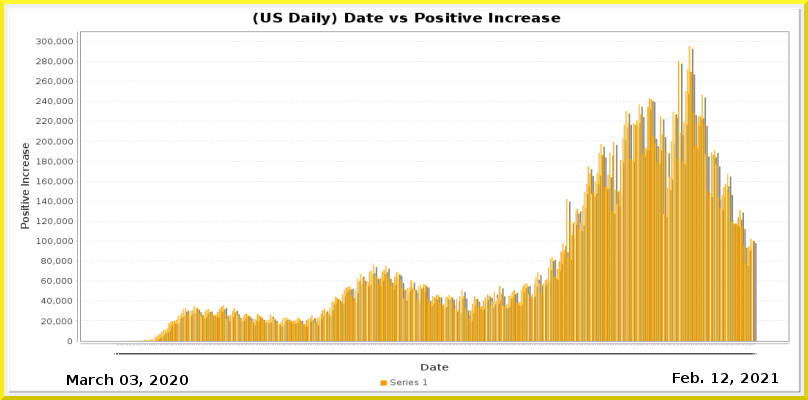 (US Daily) Date vs Positive Increase
300,000
280,000
260,000
240,000
220,000
200,000
180,000
160,000
140,000
120,000
100,000
80,000
60,000
40,000
20,000
0
Positive Increase
Date
March 03, 2020
Feb. 12, 2021
Series 1